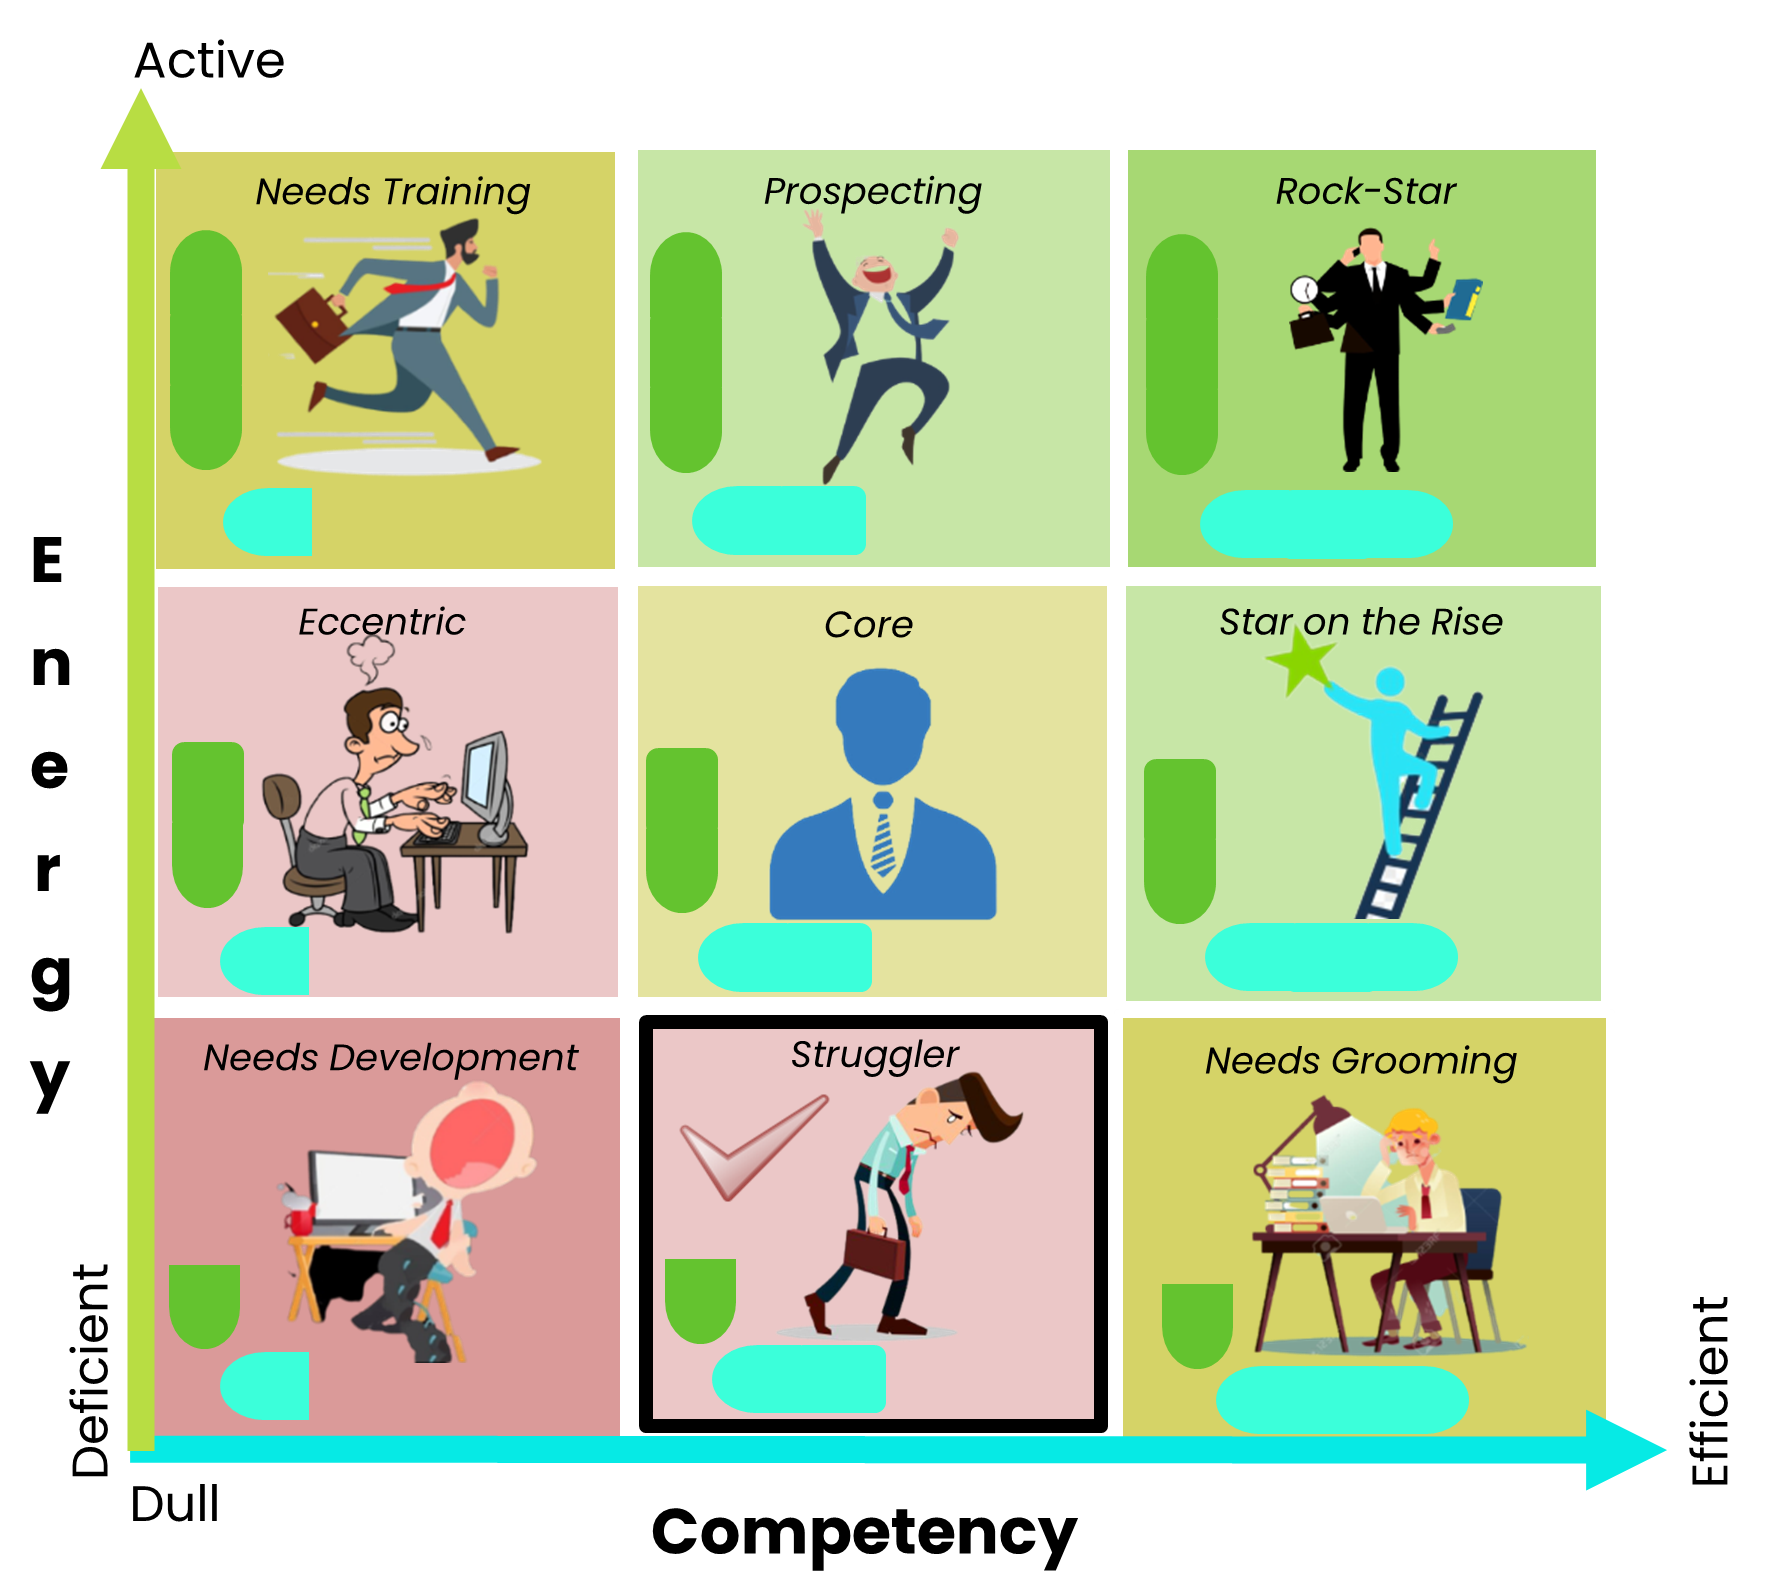 Active
Needs Training
Prospecting
Rock-Star
Energy
Eccentric
Core
Star on the Rise
Needs Development
Struggler
Needs Grooming
Deficient
Efficient
Dull
Competency